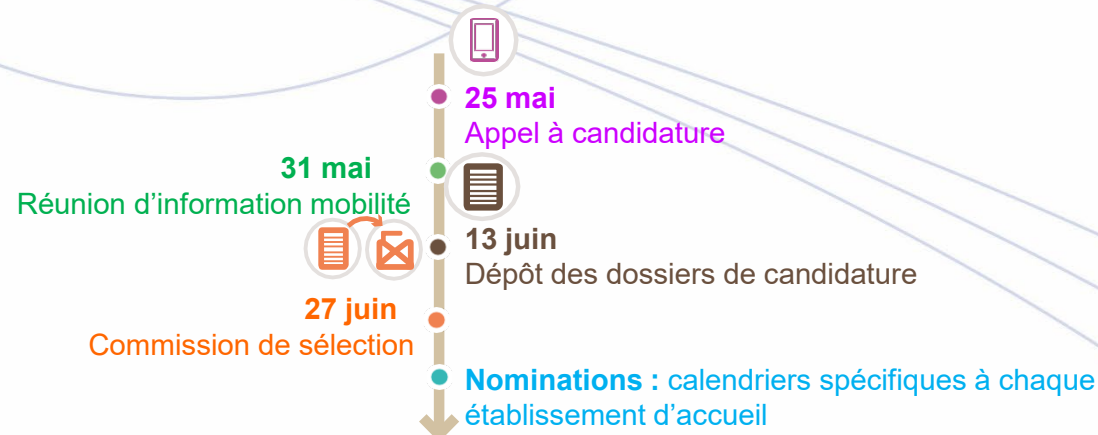 25 mai
Appel à candidature
31 mai
Réunion d'information mobilité
13 juin
Dépôt des dossiers de candidature
27 juin
Commission de sélection
Nominations : calendriers spécifiques à chaque
établissement d'accueil